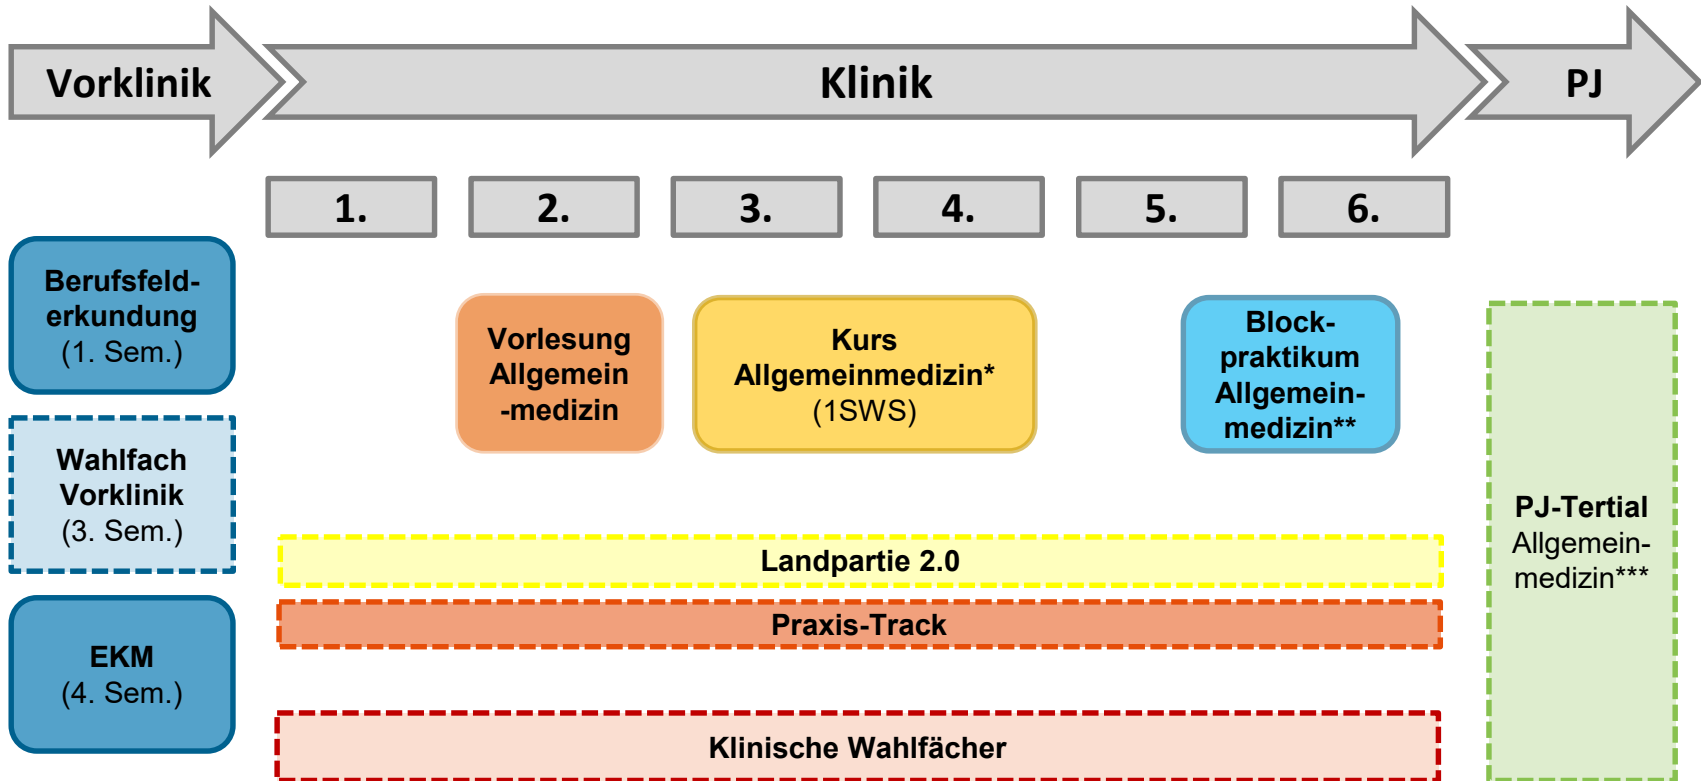 Vorklinik
Klinik
PJ
1.
2.
3.
4.
5.
6.
Berufsfeld-
erkundung
(1. Sem.)
Wahlfach
Vorklinik
(3. Sem.)
EKM
(4. Sem.)
Vorlesung
Allgemein
-medizin
Kurs
Allgemeinmedizin*
(1SWS)
Block-
praktikum
Allgemein-
medizin**
Landpartie 2.0
Praxis-Track
Klinische Wahlfächer
PJ-Tertial
Allgemein-
medizin***